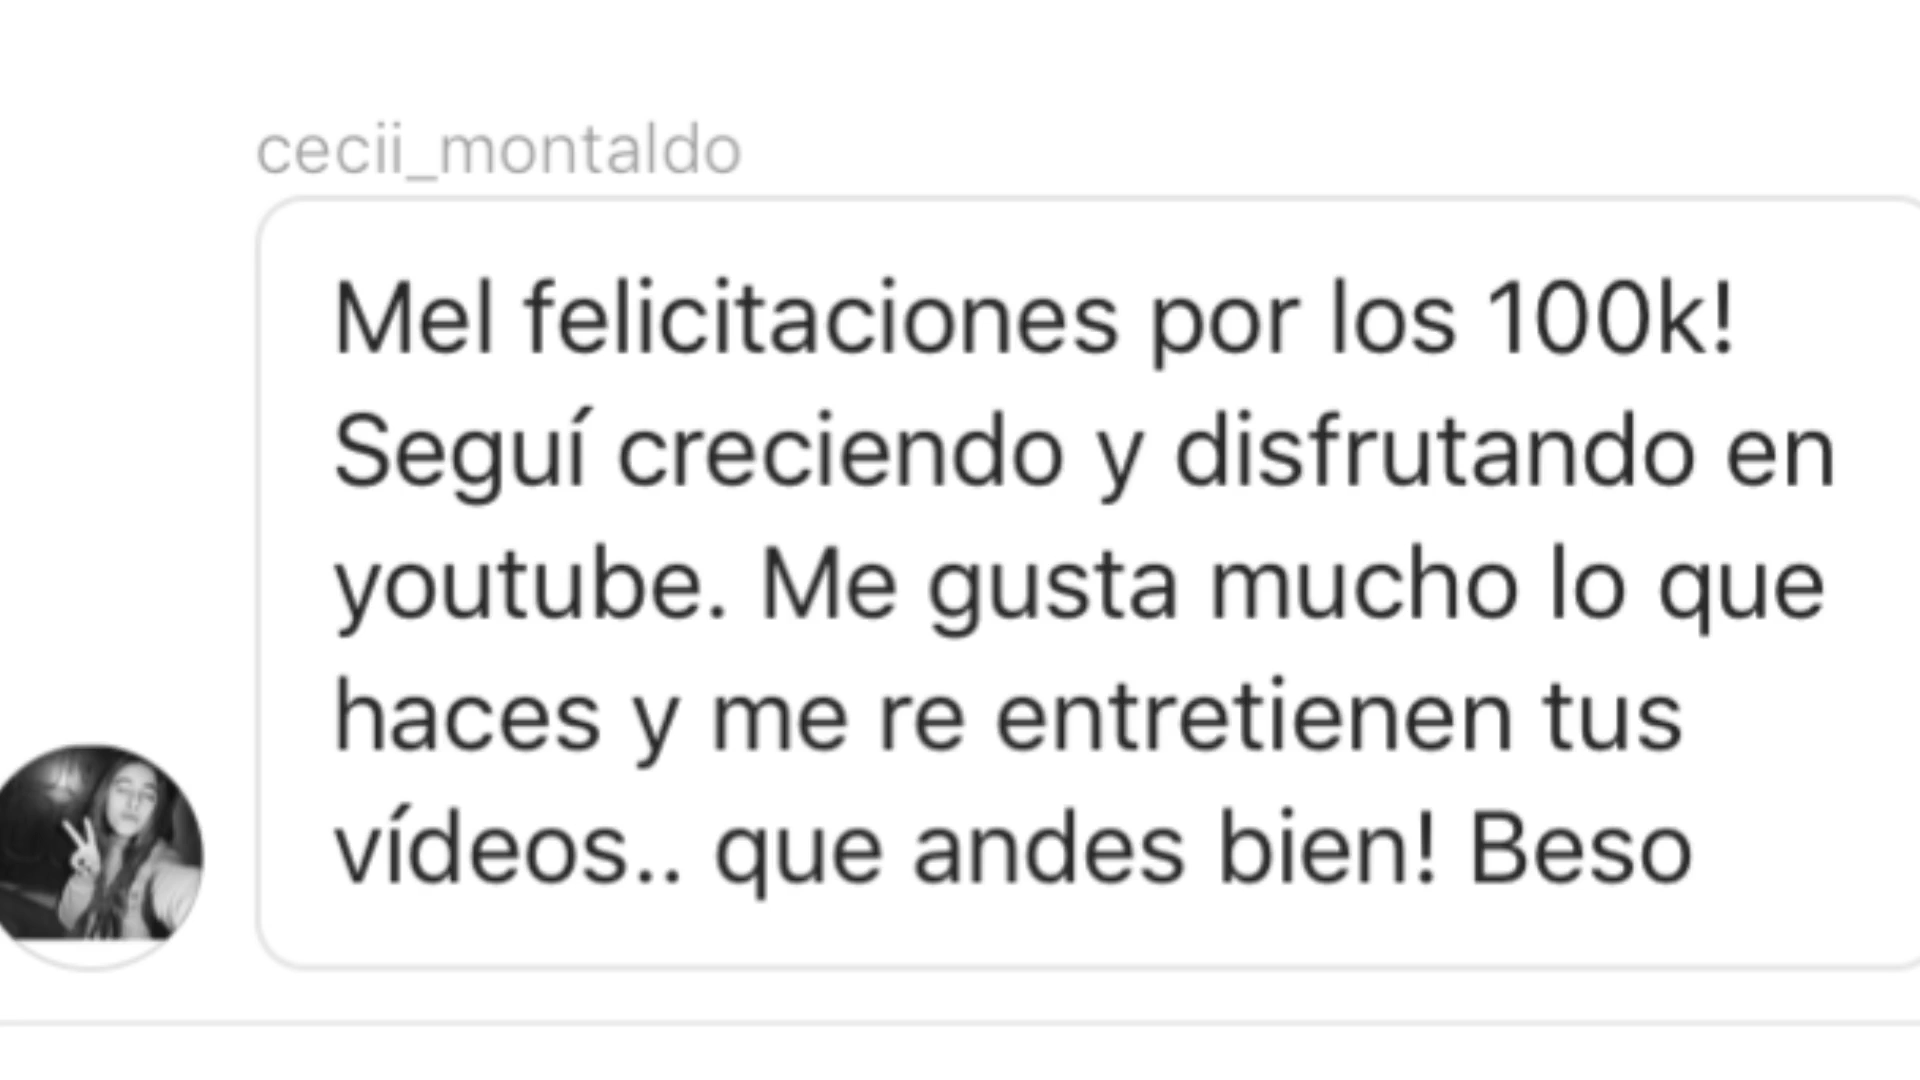 cecii_montaldo
Mel felicitaciones por los 100k!
Seguí creciendo y disfrutando en
youtube. Me gusta mucho lo que
haces y me re entretienen tus
vídeos.. que andes bien! Beso